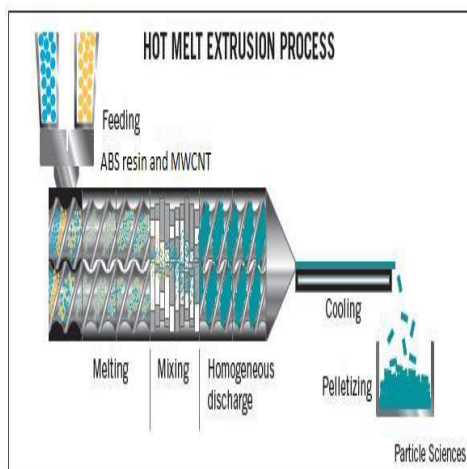 HOT MELT EXTRUSION PROCESS
Feeding
ABS resin and MWCNT
Cooling
Melting
Mixing
Homogeneous
discharge
Pelletizing
Particle Sciences